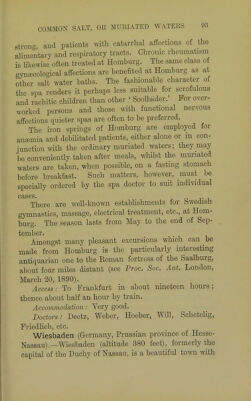 COMMON SALT, OR MURIATED WATERS 93
strong, and patients with catarrhal affections of the
alimentary and respiratory tracts. Chronic rheumatism
is likewise often treated at Homburg. The same class of
gynæcological affections are benefited at Homburg as at
other salt water baths. The fashionable character of
the spa renders it perhaps less suitable for scrofulous
and rachitic children than other 'Soolbäder.' For over-
worked persons and those with functional nervous
affections quieter spas are often to be preferred.
The iron springs of Homburg are employed for
anæmia and debilitated patients, either alone or in con-
junction with the ordinary muriated waters; they may
be conveniently taken after meals, whilst the muriated
waters are taken, when possible, on a fasting stomach
before breakfast. Such matters, however, must be
specially ordered by the spa doctor to suit individual
cases.
There are well-known establishments for Swedish
gymnastics, massage, electrical treatment, etc., at Hom-
burg. The season lasts from May to the end of Sep-
tember.
Amongst many pleasant excursions which can be
made from Homburg is the particularly interesting
antiquarian one to the Roman fortress of the Saalburg,
about four miles distant (see Proc. Soc. Ant. London,
March 20, 1890).
Access: To Frankfurt in about nineteen hours;
thence about half an hour by train.
Accommodation: Very good.
Doctors: Deetz, Weber, Hoeber, Will, Schetelig,
Friedlieb, etc.
Wiesbaden (Germany, Prussian province of Hesse-
Nassau).—Wiesbaden (altitude 380 feet), formerly the
capital of the Duchy of Nassau, is a beautiful town with